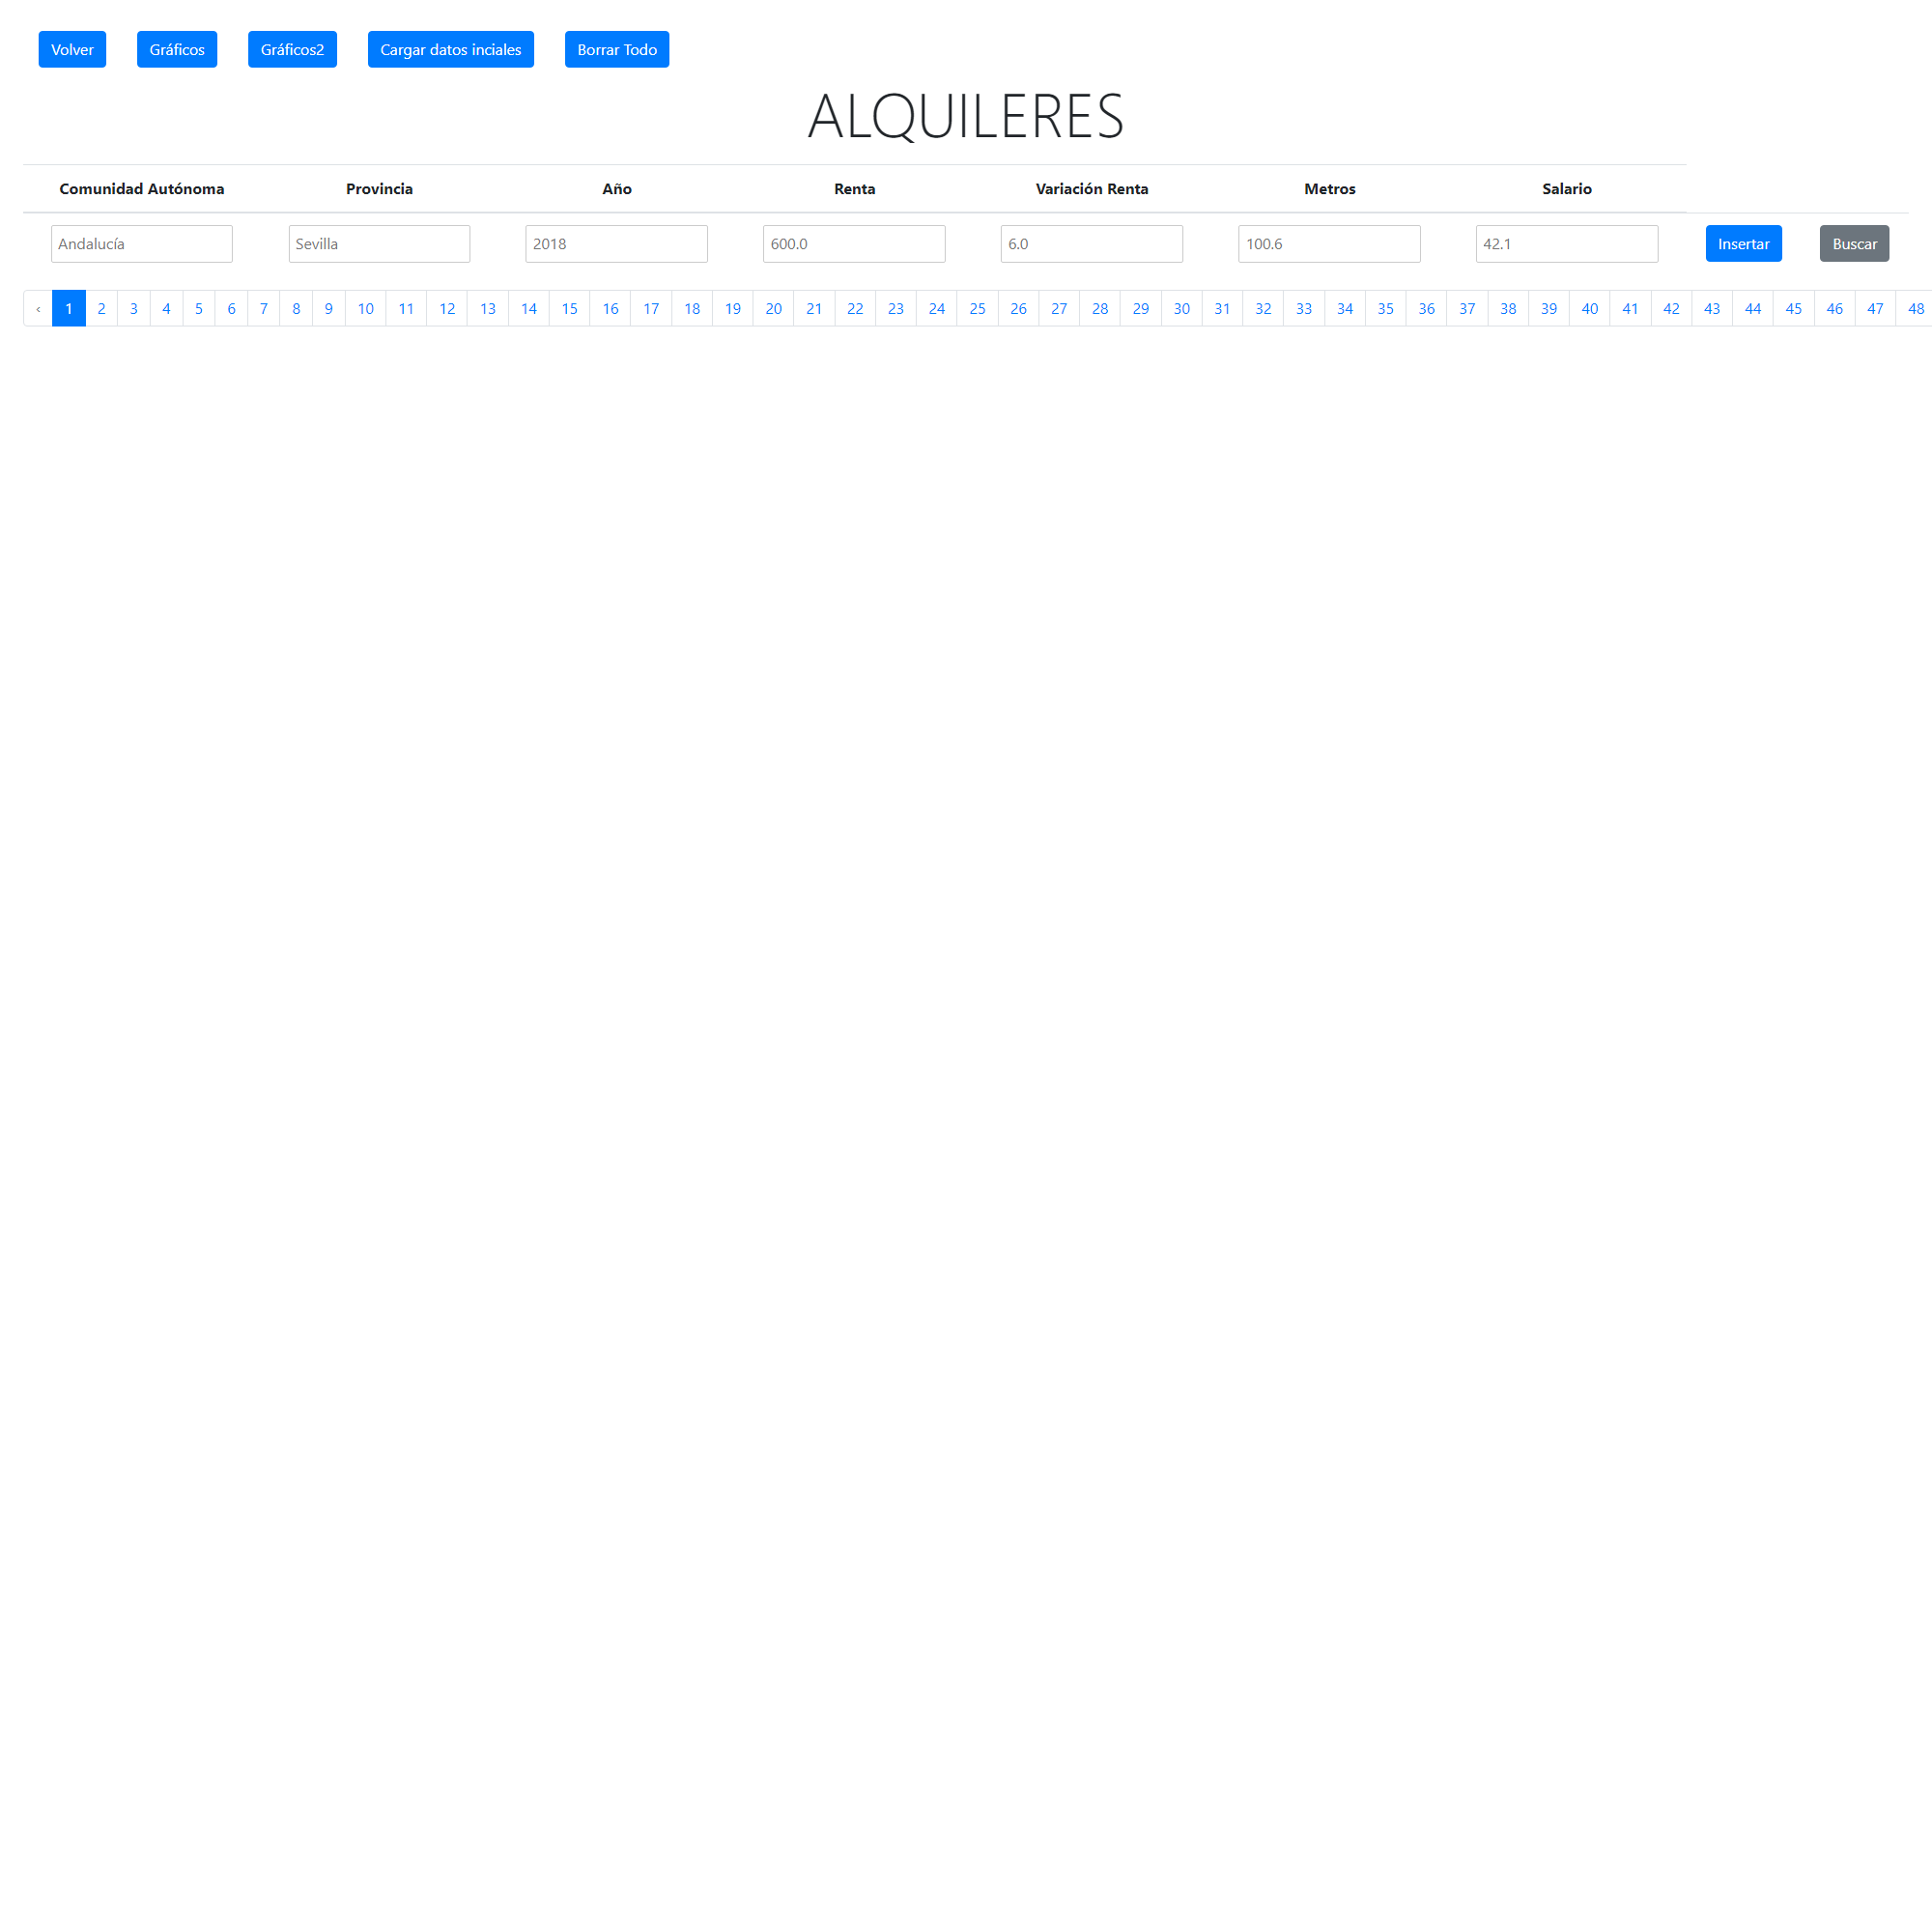 Volver Gráficos Gráficos2 Cargar datos inciales Borrar Todo
ALQUILERES
Comunidad Autónoma Provincia Año Renta Variación Renta Metros Salario
Andalucía Sevilla 2018 600.0 6.0 100.6 42.1 Insertar Buscar
‹ 1 2 3 4 5 6 7 8 9 10 11 12 13 14 15 16 17 18 19 20 21 22 23 24 25 26 27 28 29 30 31 32 33 34 35 36 37 38 39 40 41 42 43 44 45 46 47 48